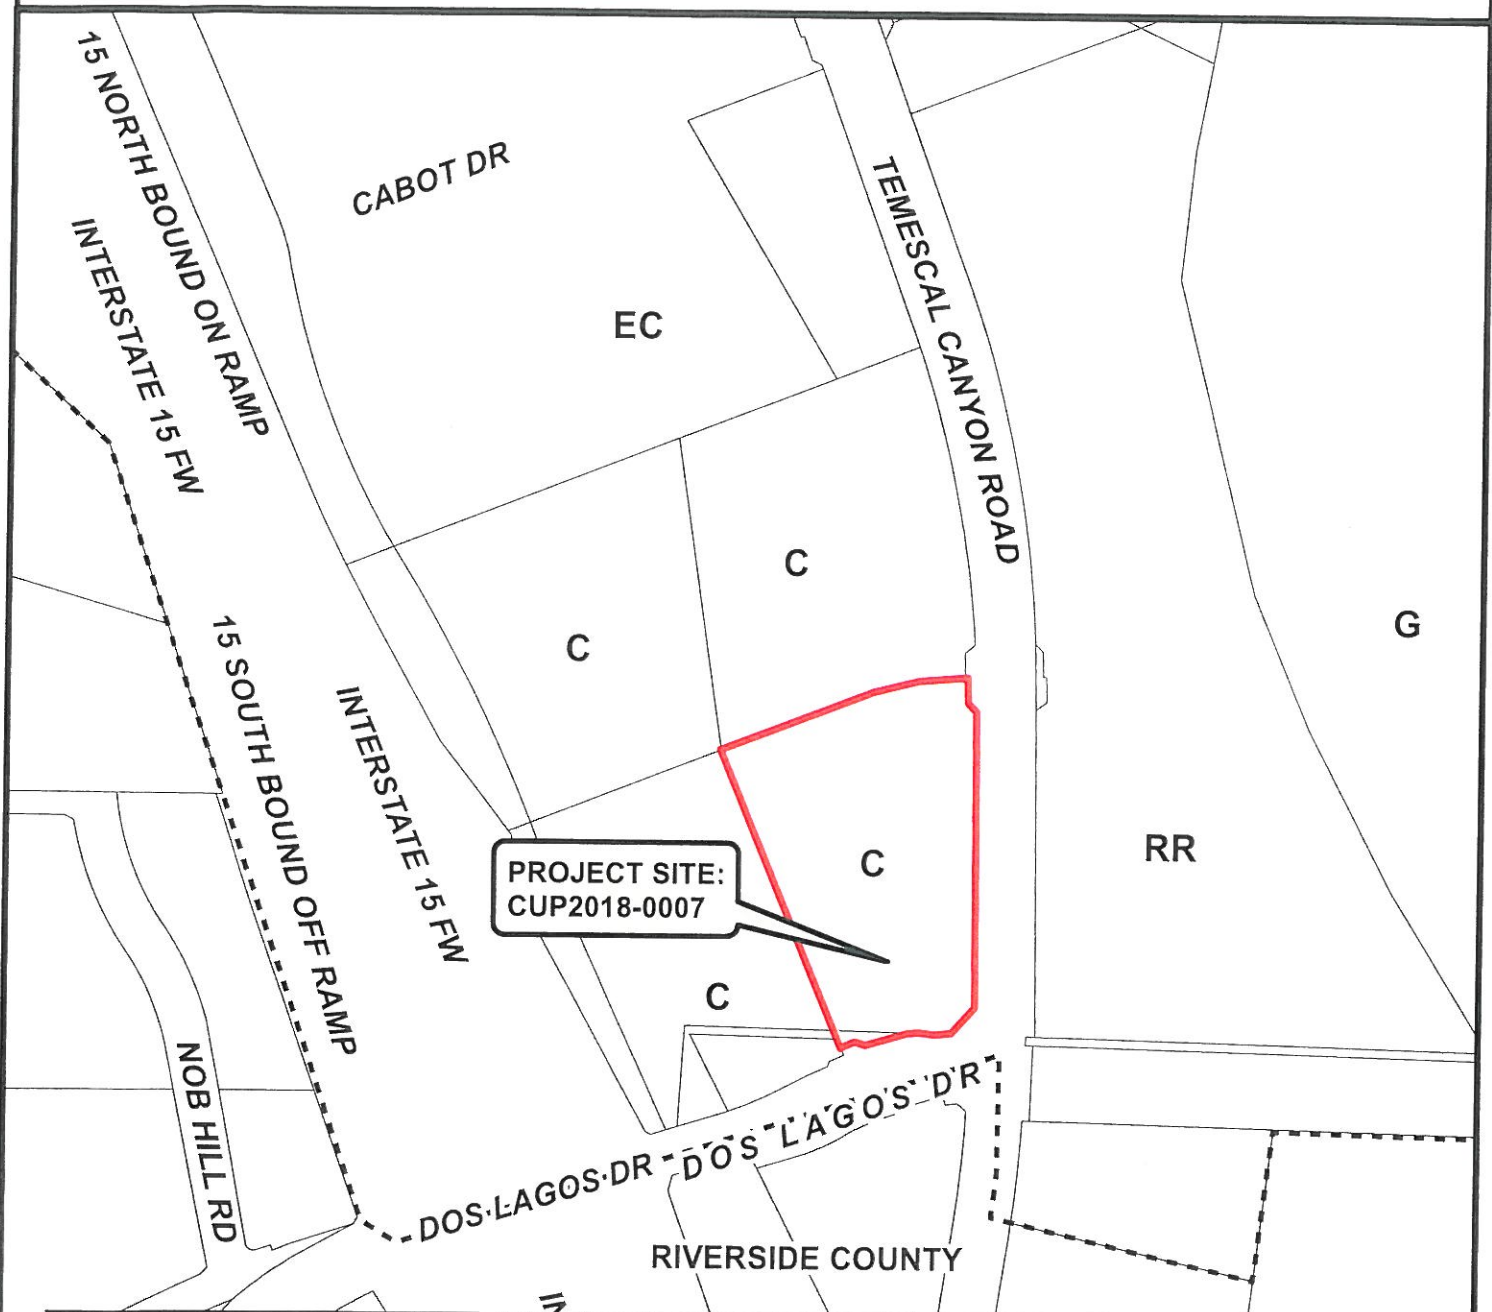 15 NORTH BOUND ON RAMP
CABOT DR
TEMESCAL CANYON ROAD
INTERSTATE 15 FW
EC
C
C
G
15 SOUTH BOUND OFF RAMP
INTERSTATE 15 FW
RR
C
PROJECT SITE:
CUP2018-0007
C
NOB HILL RD
DOS LAGOS DR
DOS LAGOS DR
RIVERSIDE COUNTY